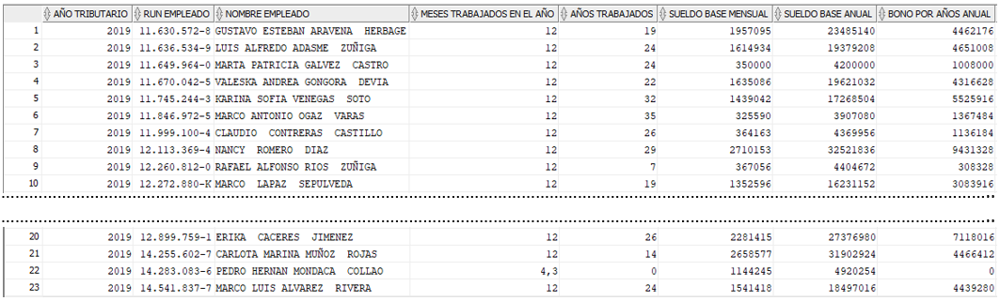 AÑO TRIBUTARIO RUN EMPLEADO NOMBRE EMPLEADO MESES TRABAJADOS EN EL AÑO AÑOS TRABAJADOS SUELDO BASE MENSUAL SUELDO BASE ANUAL BONO POR AÑOS ANUAL
1 2019 11.630.572-8 GUSTAVO ESTEBAN ARAVENA HERBAGE 12 19 1957095 23485140 4462176
2 2019 11.636.534-9 LUIS ALFREDO ADASME ZUÑIGA 12 24 1614934 19379208 4651008
3 2019 11.649.964-0 MARTA PATRICIA GALVEZ CASTRO 12 24 350000 4200000 1008000
4 2019 11.670.042-5 VALESKA ANDREA GONGORA DEVIA 12 22 1635086 19621032 4316628
5 2019 11.745.244-3 KARINA SOFIA VENEGAS SOTO 12 32 1439042 17268504 5525916
6 2019 11.846.972-5 MARCO ANTONIO OGAZ VARAS 12 35 325590 3907080 1367484
7 2019 11.999.100-4 CLAUDIO CONTRERAS CASTILLO 12 26 364163 4369956 1136184
8 2019 12.113.369-4 NANCY ROMERO DIAZ 12 29 2710153 32521836 9431328
9 2019 12.260.812-0 RAFAEL ALFONSO RIOS ZUÑIGA 12 7 367056 4404672 308328
10 2019 12.272.880-K MARCO LAPAZ SEPULVEDA 12 19 1352596 16231152 3083916
20 2019 12.899.759-1 ERIKA CACERES JIMENEZ 12 26 2281415 27376980 7118016
21 2019 14.255.602-7 CARLOTA MARINA MUÑOZ ROJAS 12 14 2658577 31902924 4466412
22 2019 14.283.083-6 PEDRO HERNAN MONDACA COLLAO 4,3 0 1144245 4920254 0
23 2019 14.541.837-7 MARCO LUIS ALVAREZ RIVERA 12 24 1541418 18497016 4439280